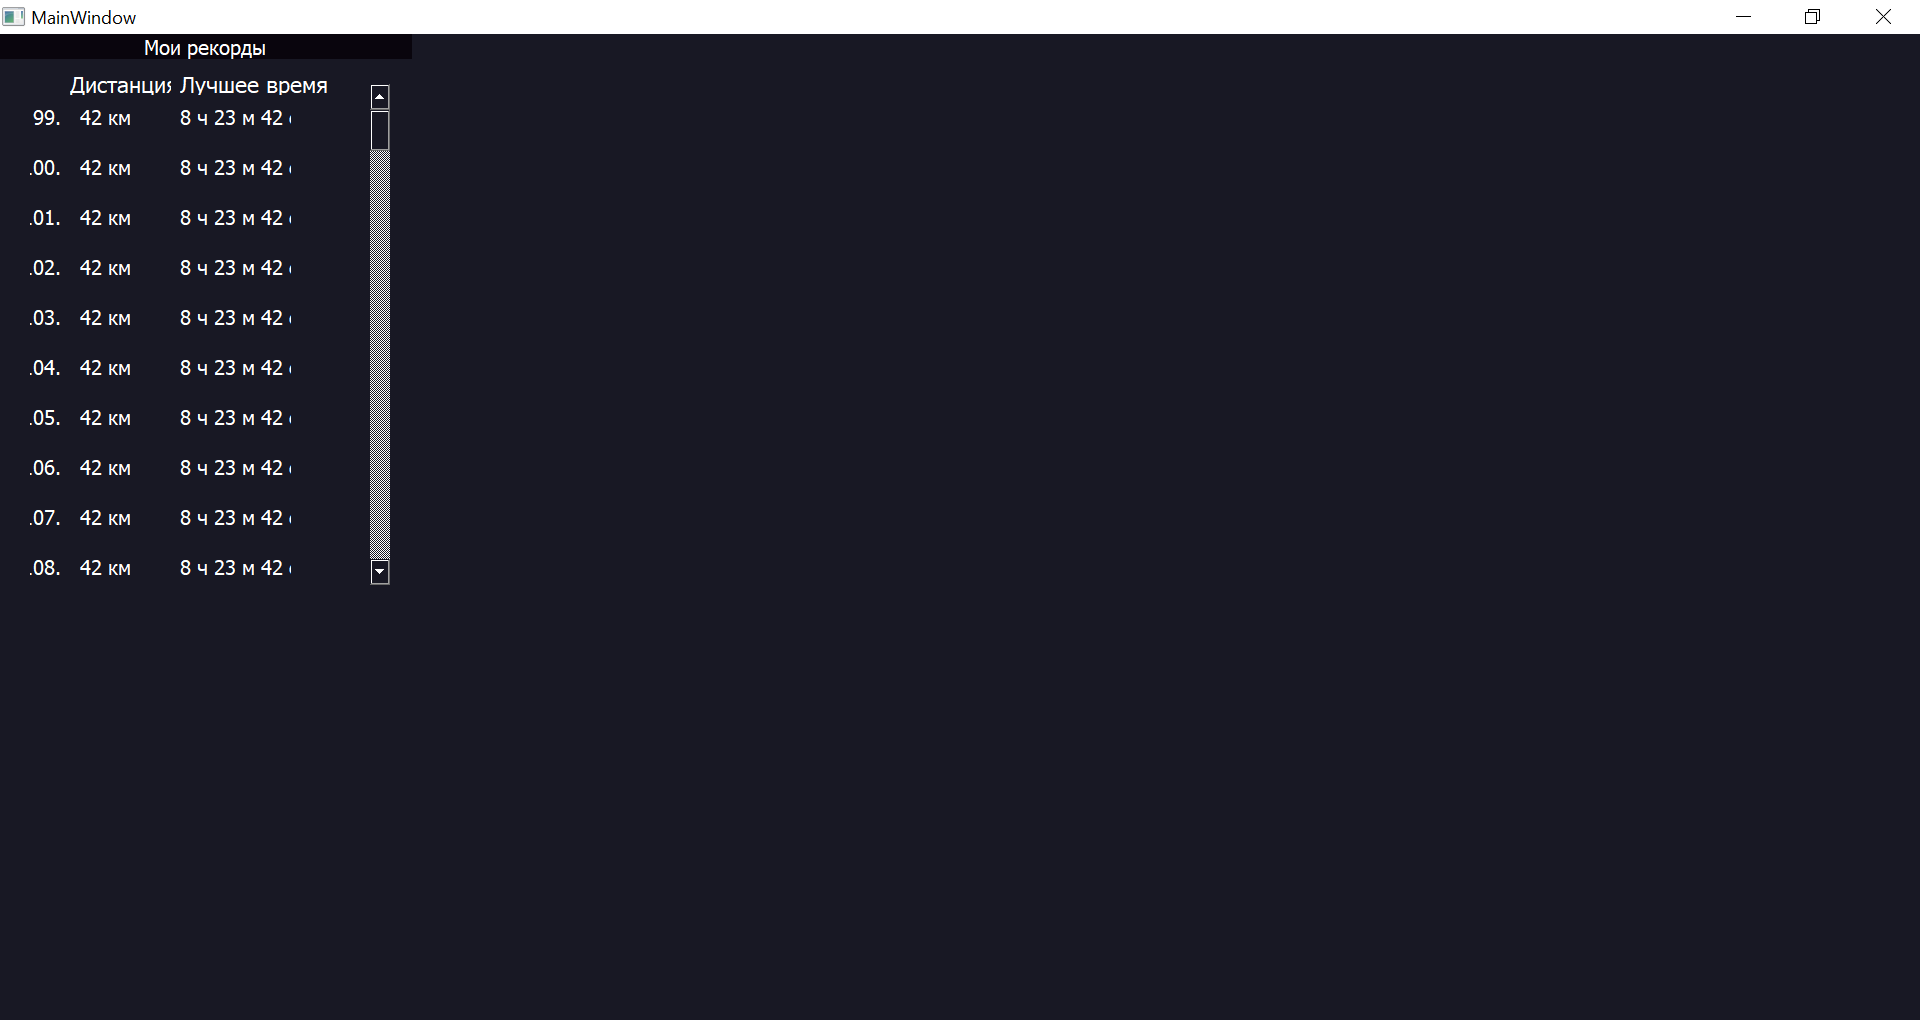 MainWindow
Мои рекорды
Дистанция Лучшее время
99. 42 км 8 ч 23 м 42
00. 42 км 8 ч 23 м 42
01. 42 км 8 ч 23 м 42
02. 42 км 8 ч 23 м 42
03. 42 км 8 ч 23 м 42
04. 42 км 8 ч 23 м 42
05. 42 км 8 ч 23 м 42
06. 42 км 8 ч 23 м 42
07. 42 км 8 ч 23 м 42
08. 42 км 8 ч 23 м 42